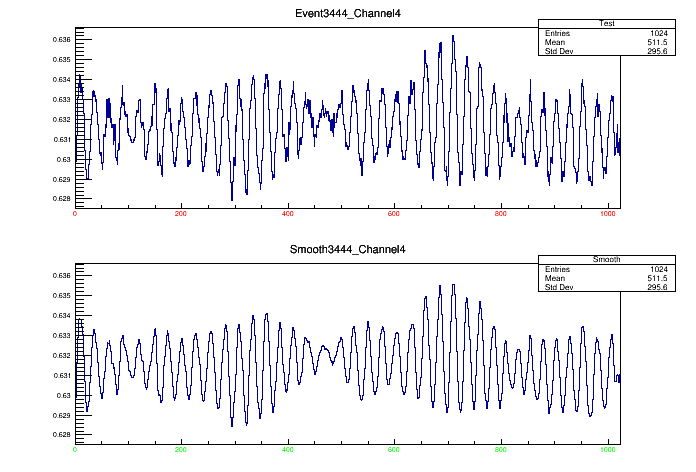 Event3444_Channel4
Test
Entries 1024
Mean 511.5
Std Dev 295.6
0.636
0.635
0.634
0.633
0.632
0.631
0.63
0.629
0.628
0 200 400 600 800 1000
Smooth3444_Channel4
Smooth
Entries 1024
Mean 511.5
Std Dev 295.6
0.636
0.635
0.634
0.633
0.632
0.631
0.63
0.629
0.628
0 200 400 600 800 1000